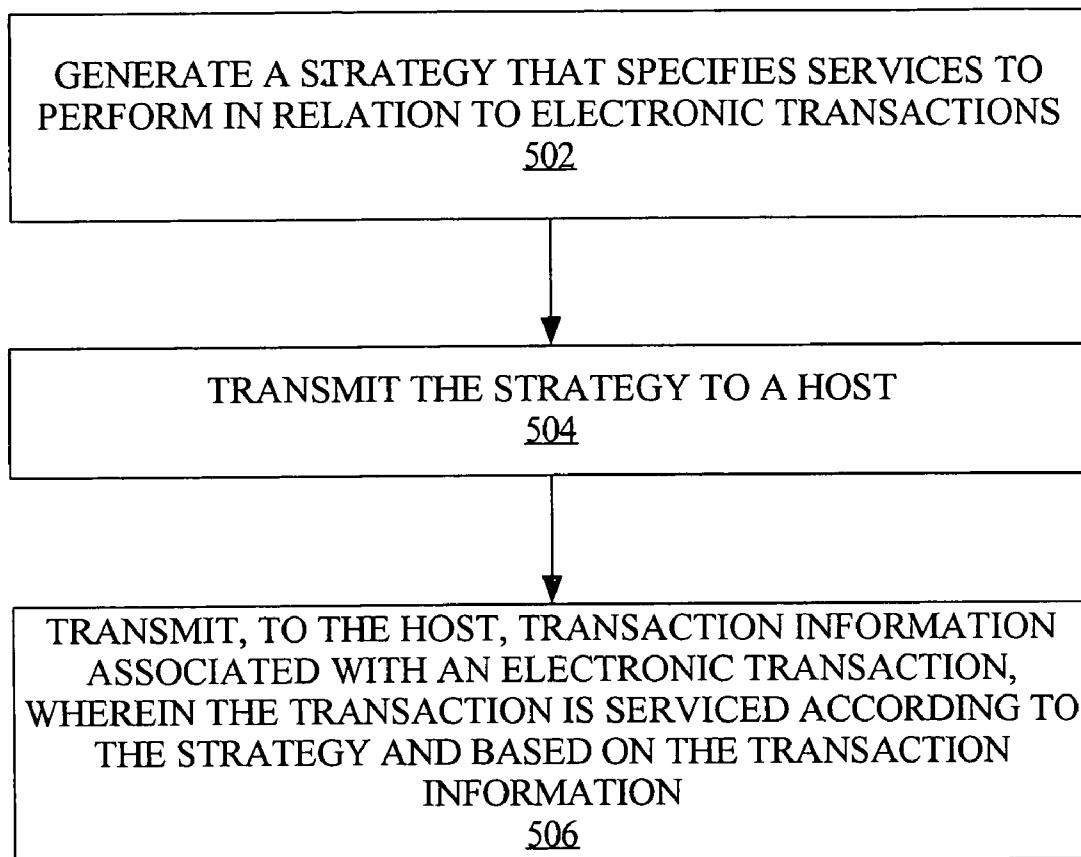 GENERATE A STRATEGY THAT SPECIFIES SERVICES TO
PERFORM IN RELATION TO ELECTRONIC TRANSACTIONS
502
TRANSMIT THE STRATEGY TO A HOST
504
TRANSMIT, TO THE HOST, TRANSACTION INFORMATION
ASSOCIATED WITH AN ELECTRONIC TRANSACTION,
WHEREIN THE TRANSACTION IS SERVICED ACCORDING TO
THE STRATEGY AND BASED ON THE TRANSACTION
INFORMATION
506